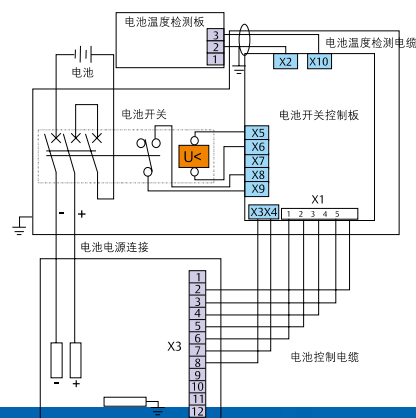 电池温度检测板
3
2
1
电池温度检测电缆
电池
X2 X10
电池开关
电池开关控制板
U<
X5
X6
X7
X8
X9
X3X4
X1
1 2 3 4 5
- +
电池电源连接
X3
1
2
3
4
5
6
7
8
9
10
11
12
电池控制电缆
- +